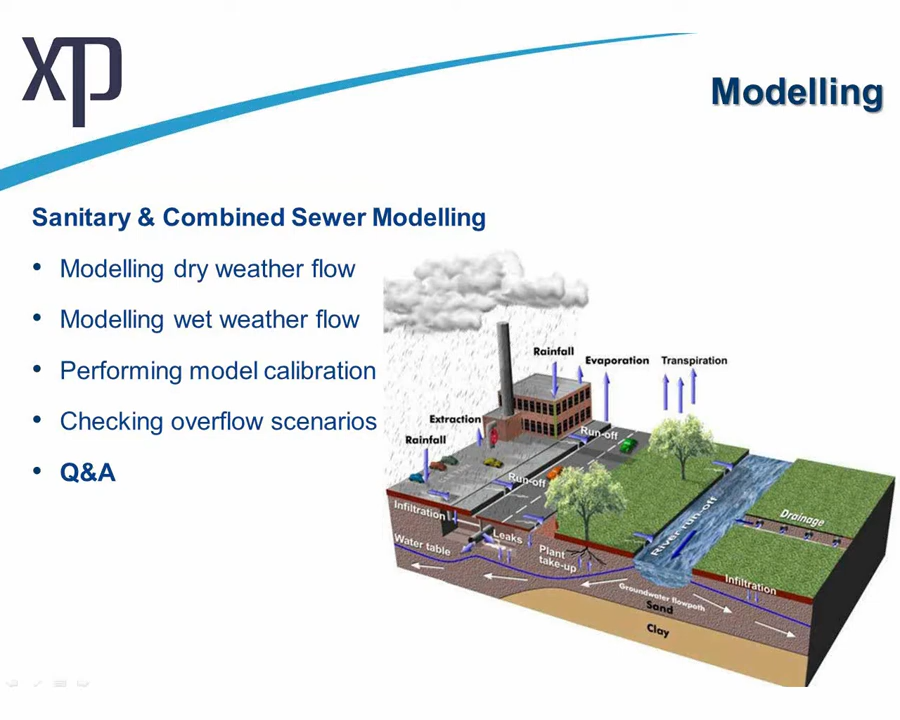 xp
Modelling
Sanitary & Combined Sewer Modelling
• Modelling dry weather flow
• Modelling wet weather flow
• Performing model calibration
• Checking overflow scenarios
• Q&A
Rainfall
Evaporation
Transpiration
Extraction
Rainfall
Run-off
Run-off
Infiltration
Leaks
Water table
Plant
take-up
River run-off
Drainage
Infiltration
Groundwater flowpath
Sand
Clay